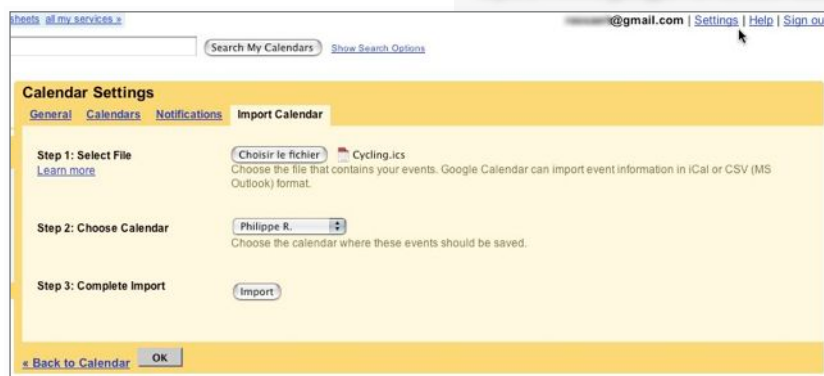 sheets all my services »
@gmail.com | Settings | Help | Sign ou
Search My Calendars Show Search Options
Calendar Settings
General Calendars Notifications Import Calendar
Step 1: Select File Choisir le fichier Cycling.ics
Learn more Choose the file that contains your events. Google Calendar can import event information in iCal or CSV (MS
Outlook) format.
Step 2: Choose Calendar Philippe R.
Choose the calendar where these events should be saved.
Step 3: Complete Import Import
« Back to Calendar OK